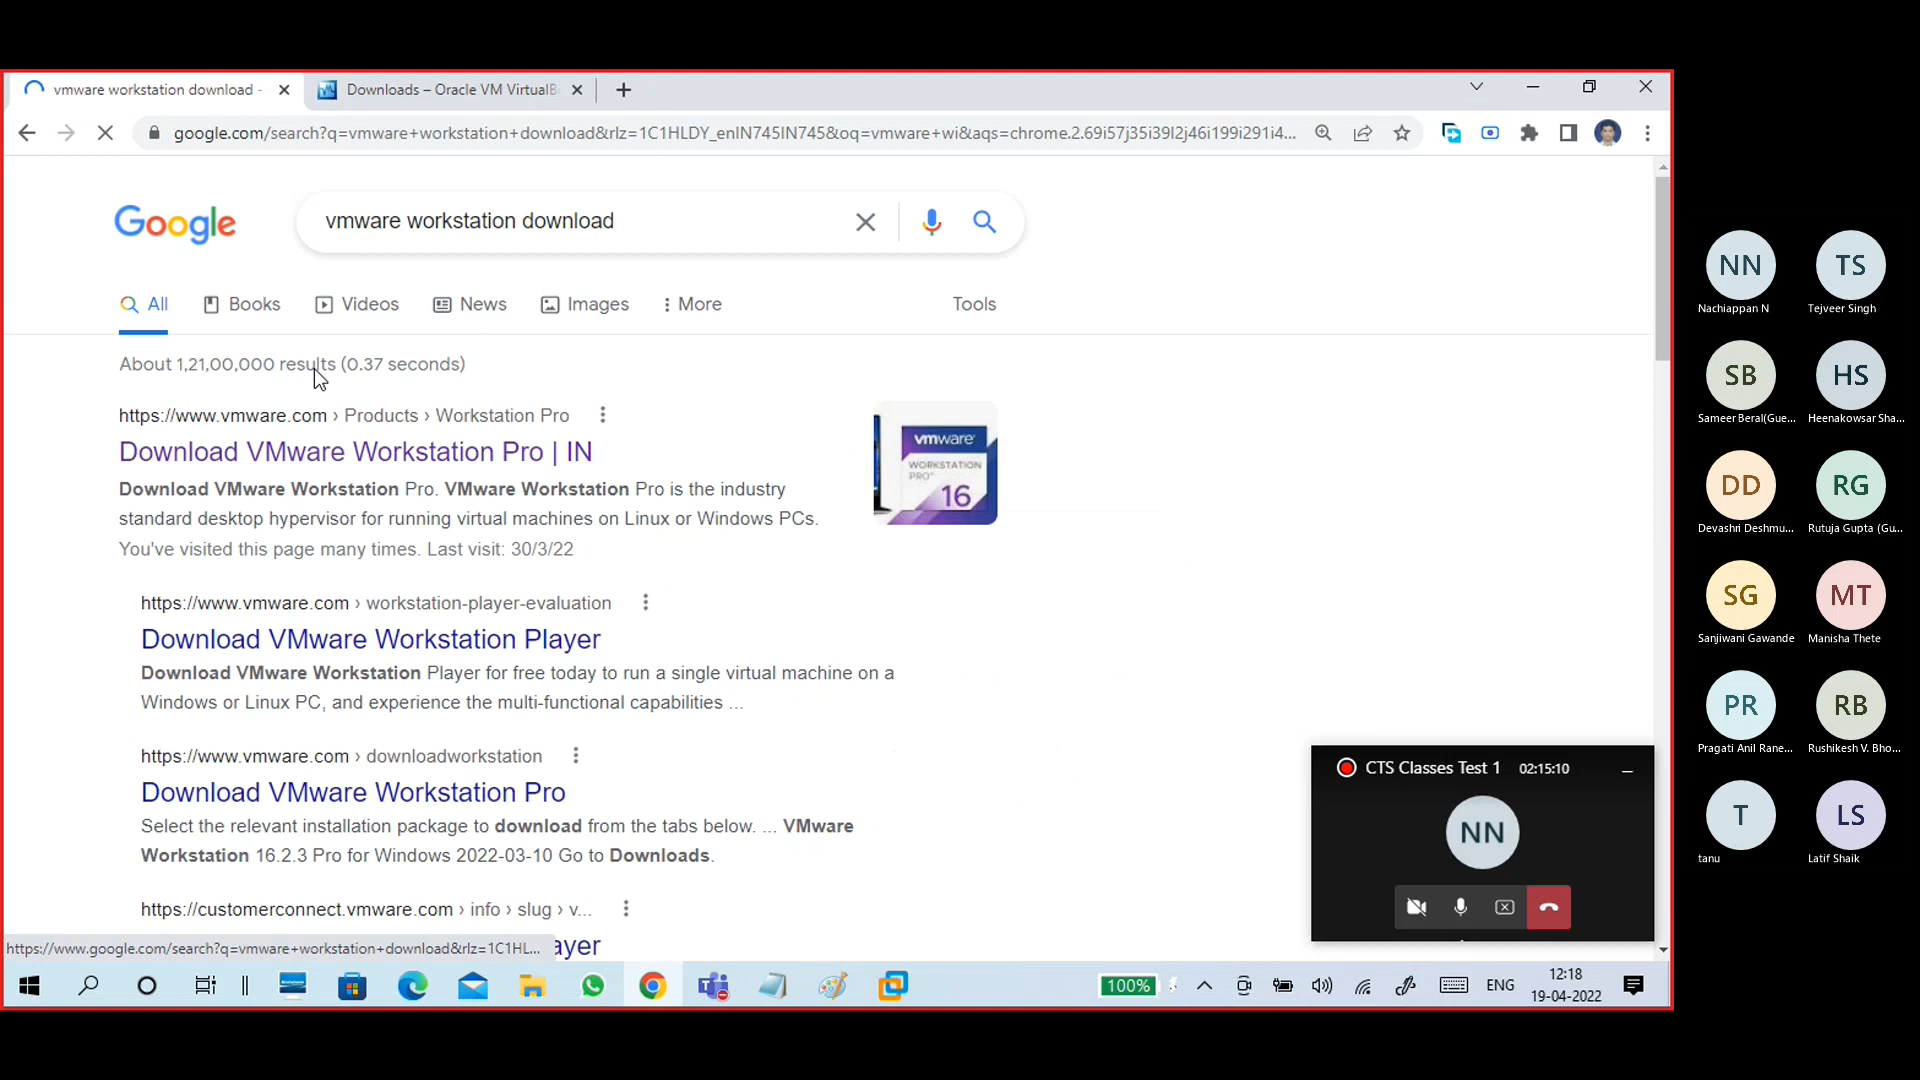 vmware workstation download -
Downloads – Oracle VM VirtualB
google.com/search?q=vmware+workstation+download&rlz=1C1HLDY_enIN745IN745&oq=vmware+wi&aqs=chrome.2.69i57j35i39l2j46i199i291i4...
Google
vmware workstation download
All
Books
Videos
News
Images
More
Tools
About 1,21,00,000 results (0.37 seconds)
https://www.vmware.com › Products › Workstation Pro
Download VMware Workstation Pro | IN
Download VMware Workstation Pro. VMware Workstation Pro is the industry
standard desktop hypervisor for running virtual machines on Linux or Windows PCs.
You've visited this page many times. Last visit: 30/3/22
vmware
WORKSTATION
PRO™
16
https://www.vmware.com › workstation-player-evaluation
Download VMware Workstation Player
Download VMware Workstation Player for free today to run a single virtual machine on a
Windows or Linux PC, and experience the multi-functional capabilities ...
https://www.vmware.com › downloadworkstation
Download VMware Workstation Pro
Select the relevant installation package to download from the tabs below. ... VMware
Workstation 16.2.3 Pro for Windows 2022-03-10 Go to Downloads.
https://customerconnect.vmware.com › info › slug › v...
ayer
https://www.google.com/search?q=vmware+workstation+download&rlz=1C1HL...
CTS Classes Test 1 02:15:10
NN
100%
ENG
12:18
19-04-2022
NN
Nachiappan N
TS
Tejveer Singh
SB
Sameer Beral(Gue...
HS
Heenakowsar Sha...
DD
Devashri Deshmu...
RG
Rutuja Gupta (Gu...
SG
Sanjiwani Gawande
MT
Manisha Thete
PR
Pragati Anil Rane...
RB
Rushikesh V. Bho...
T
tanu
LS
Latif Shaik